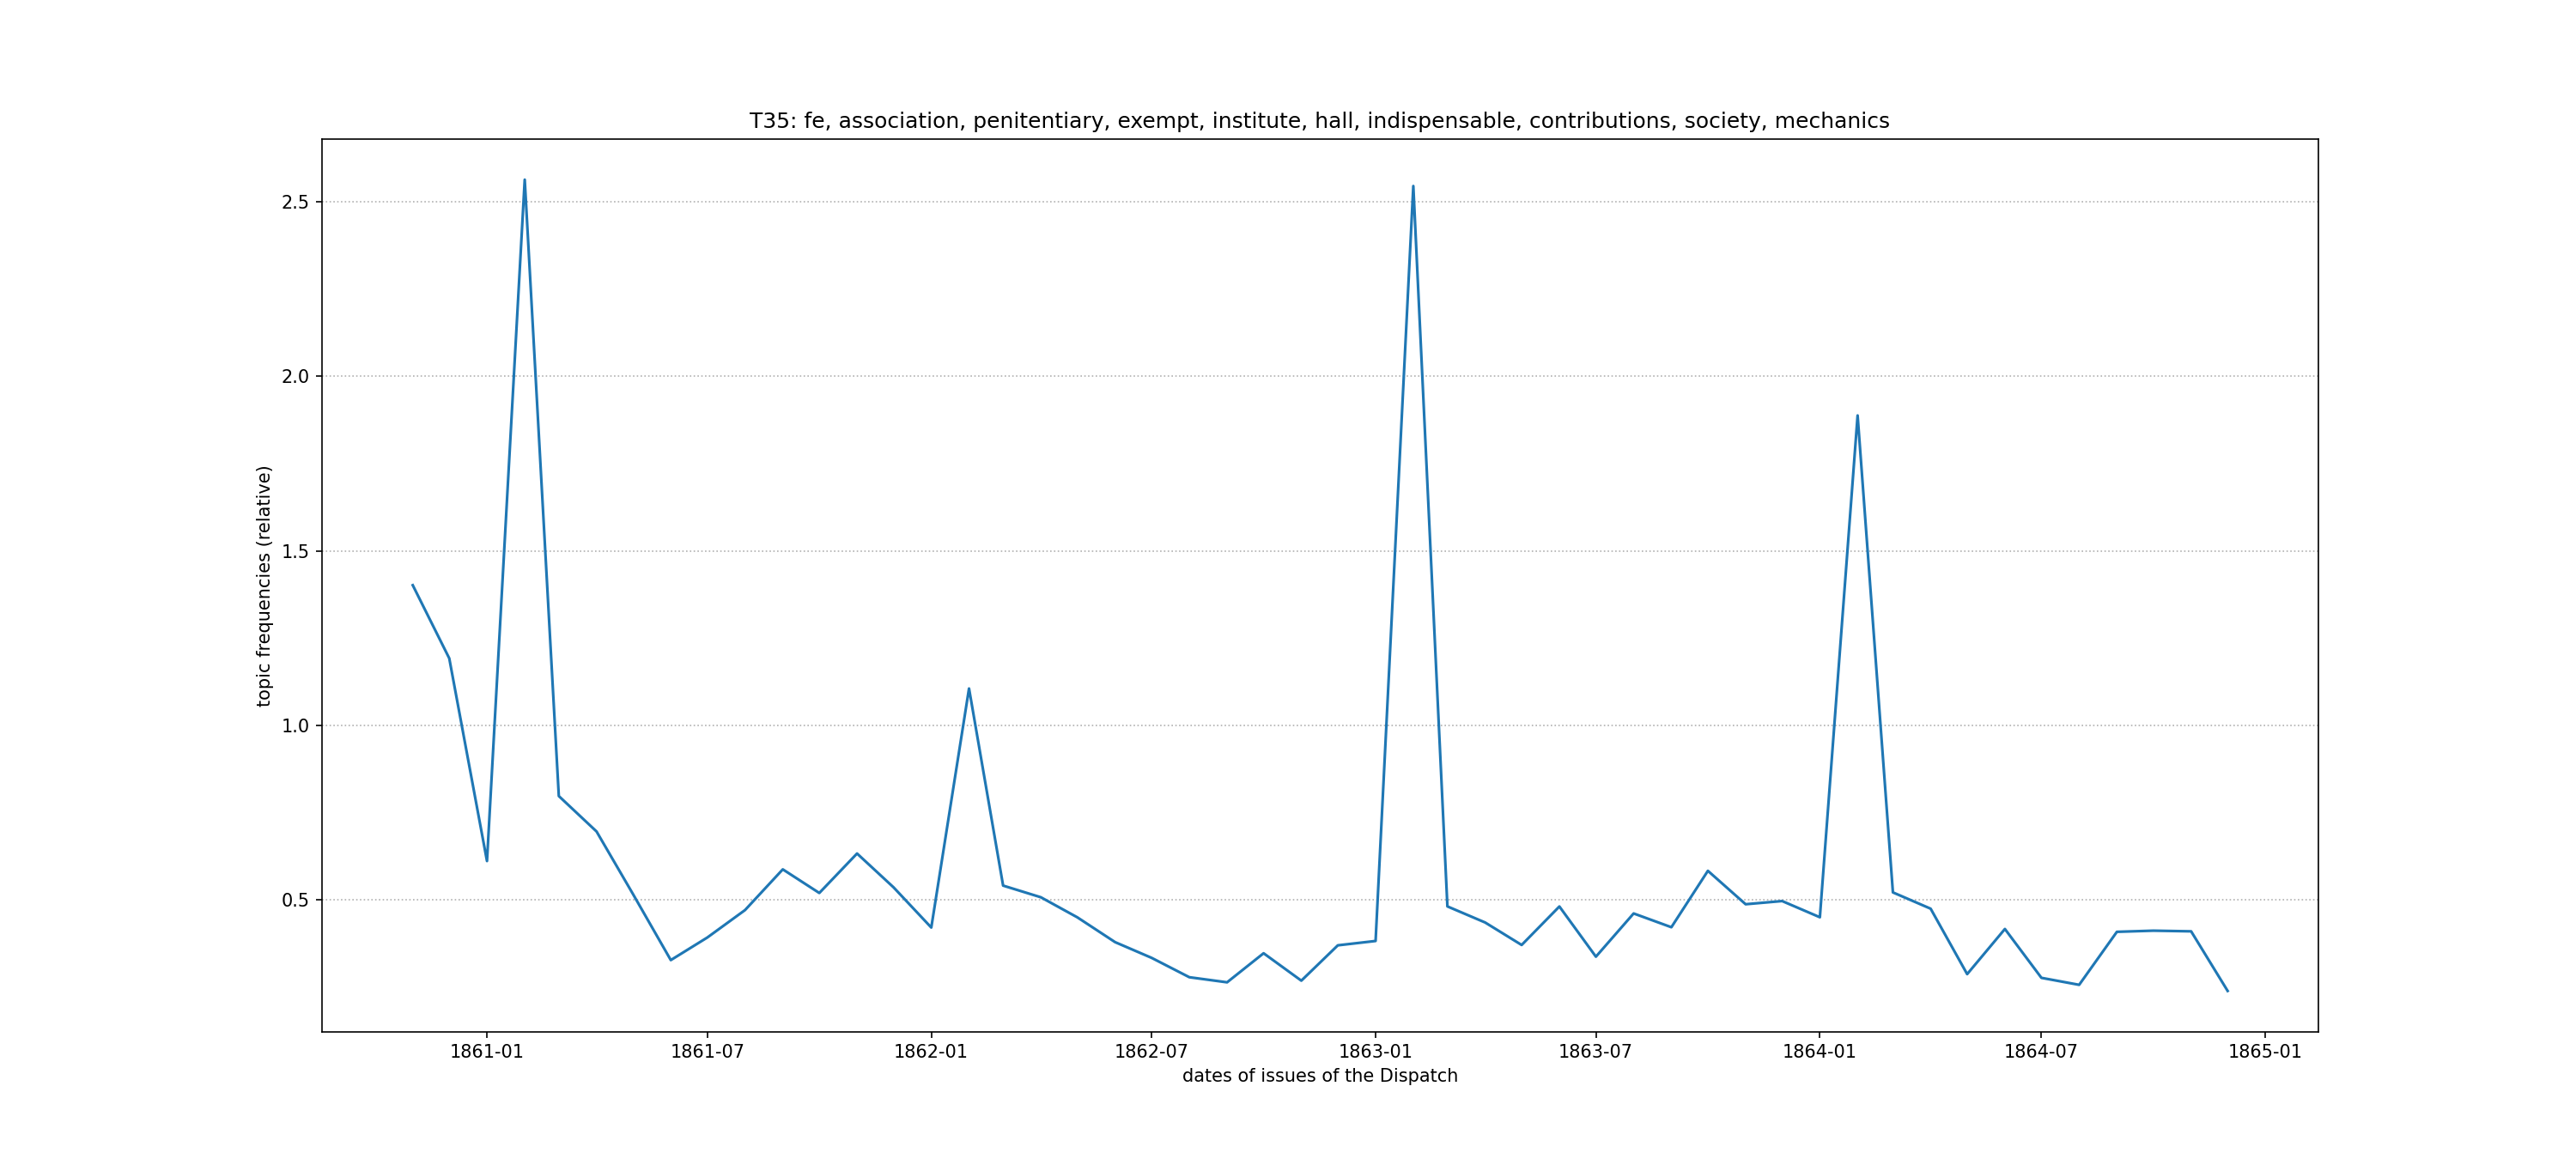 T35: fe, association, penitentiary, exempt, institute, hall, indispensable, contributions, society, mechanics
topic frequencies (relative)
2.5
2.0
1.5
1.0
0.5
1861-01 1861-07 1862-01 1862-07 1863-01 1863-07 1864-01 1864-07 1865-01
dates of issues of the Dispatch